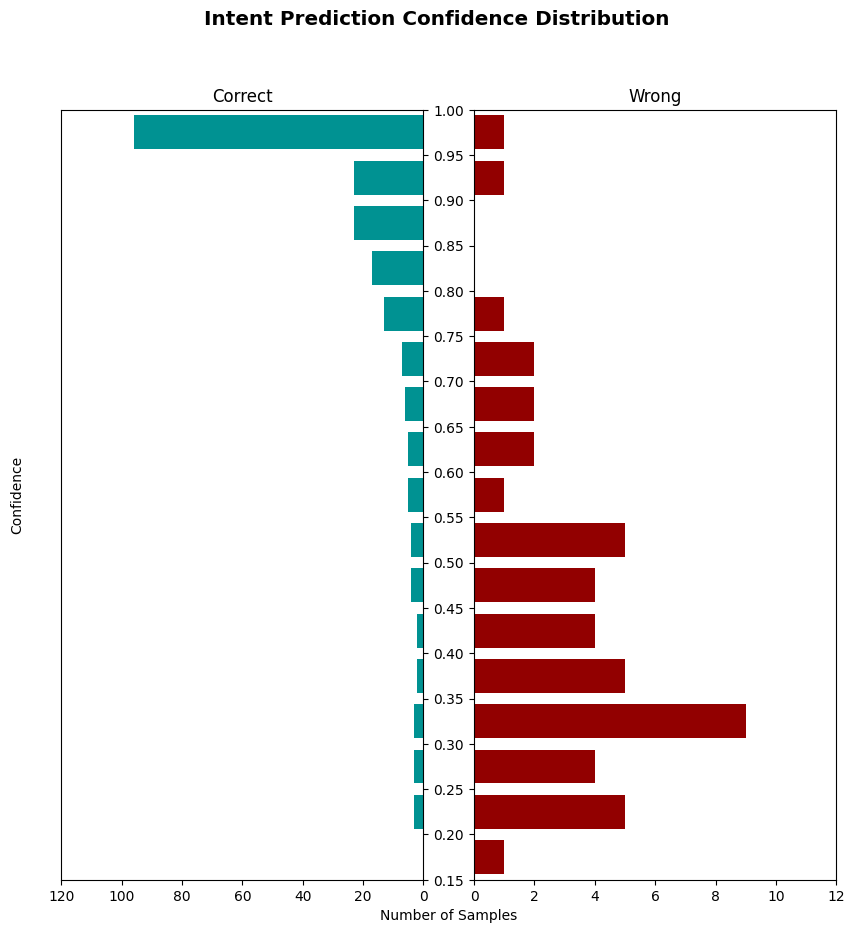 Intent Prediction Confidence Distribution
Correct
Wrong
1.00
0.95
0.90
0.85
0.80
0.75
0.70
0.65
0.60
0.55
0.50
0.45
0.40
0.35
0.30
0.25
0.20
0.15
Confidence
120 100 80 60 40 20 0
0 2 4 6 8 10 12
Number of Samples